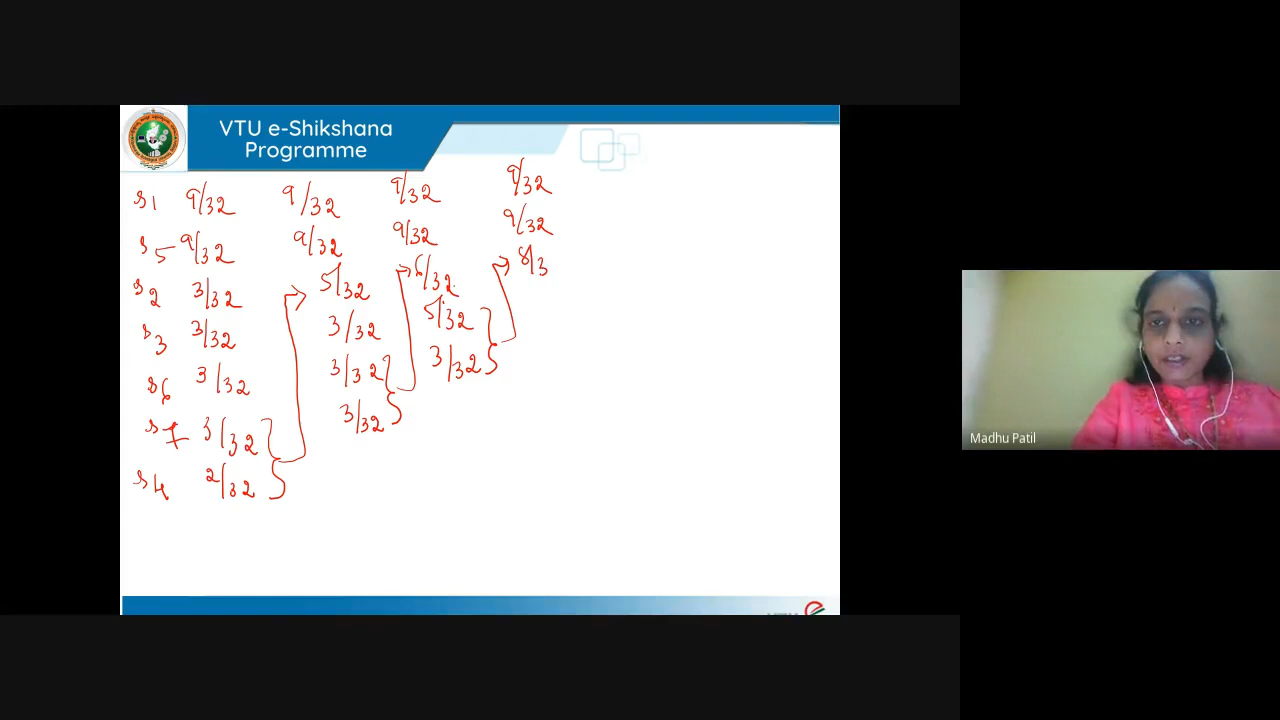 VTU e-Shikshana
Programme
s1 9/32 9/32 9/32 9/32
s5 9/32 9/32 9/32 9/32
s2 3/32 5/32 6/32 8/3
s3 3/32 3/32 5/32
s6 3/32 3/32 3/32
s7 3/32 3/32
s4 2/32
Madhu Patil